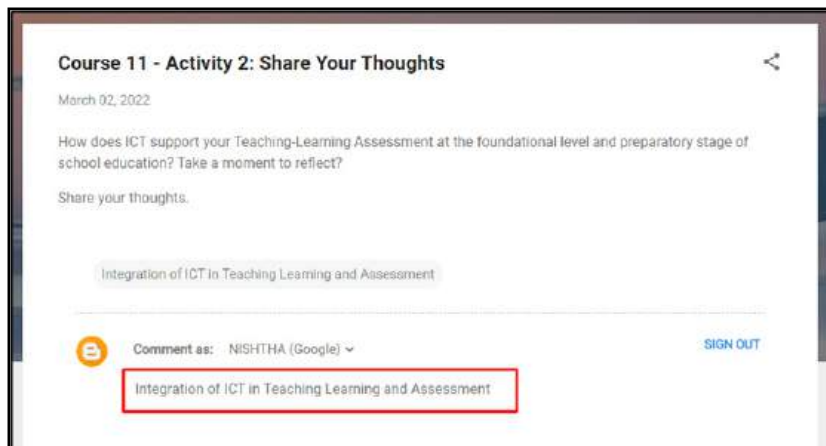 Course 11 - Activity 2: Share Your Thoughts
March 02, 2022
How does ICT support your Teaching-Learning Assessment at the foundational level and preparatory stage of
school education? Take a moment to reflect?
Share your thoughts.
Integration of ICT in Teaching Learning and Assessment
Comment as: NISHTHA (Google)
SIGN OUT
Integration of ICT in Teaching Learning and Assessment